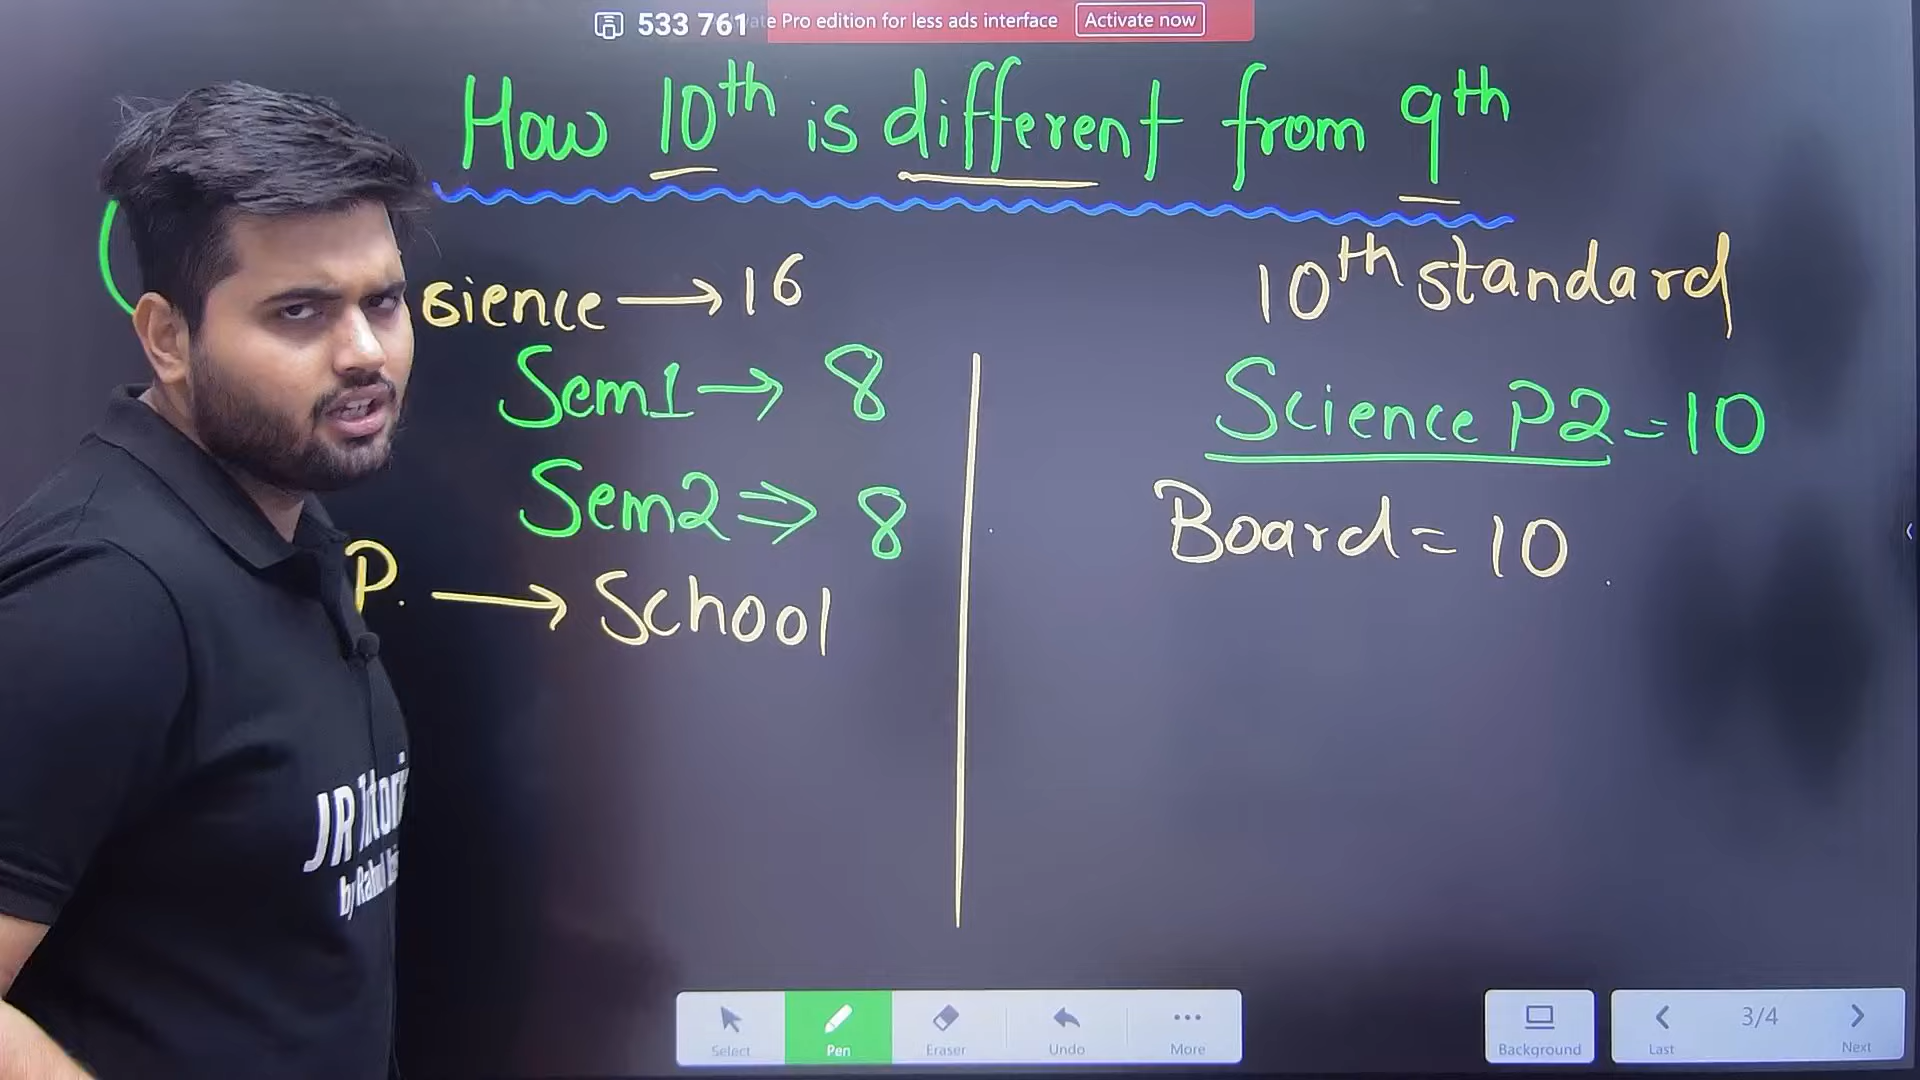 533 761
Pro edition for less ads interface
Activate now
How 10th is different from 9th
sience → 16
10th standard
Sem1 → 8
Science P2 = 10
Sem2 ⇒ 8
Board = 10
P. → School
JR
by
Select
Pen
Eraser
Undo
More
Background
Last
3/4
Next